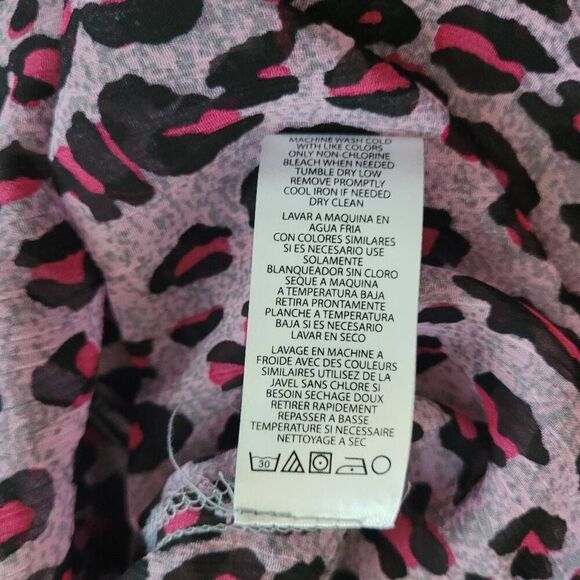 MACHINE WASH COLD
WITH LIKE COLORS
ONLY NON-CHLORINE
BLEACH WHEN NEEDED
TUMBLE DRY LOW
REMOVE PROMPTLY
COOL IRON IF NEEDED
DRY CLEAN
LAVAR A MAQUINA EN
AGUA FRIA
CON COLORES SIMILARES
SI ES NECESARIO USE
SOLAMENTE
BLANQUEADOR SIN CLORO
SEQUE A MAQUINA
A TEMPERATURA BAJA
RETIRA PRONTAMENTE
PLANCHE A TEMPERATURA
BAJA SI ES NECESARIO
LAVAR EN SECO
LAVAGE EN MACHINE A
FROIDE AVEC DES COULEURS
SIMILAIRES UTILISEZ DE LA
JAVEL SANS CHLORE SI
BESOIN SECHAGE DOUX
RETIRER RAPIDEMENT
REPASSER A BASSE
TEMPERATURE SI NECESSAIRE
NETTOYAGE A SEC
30